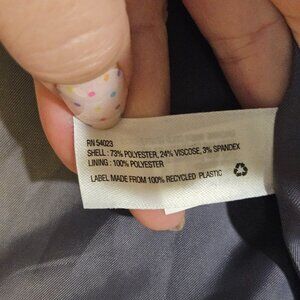 RN 54023
SHELL : 73% POLYESTER, 24% VISCOSE, 3% SPANDEX
LINING : 100% POLYESTER
LABEL MADE FROM 100% RECYCLED PLASTIC